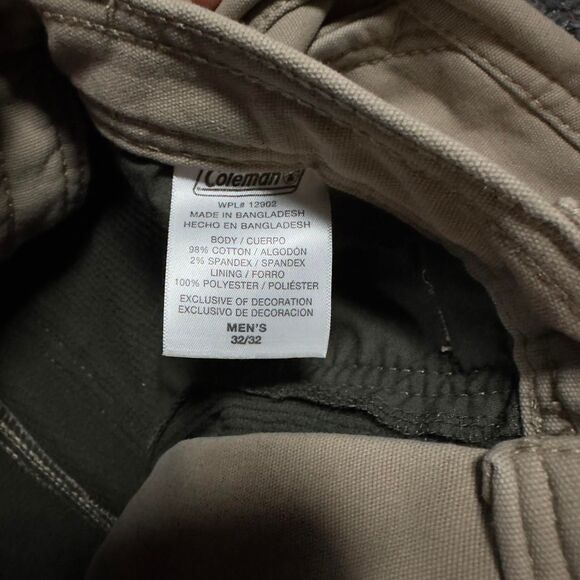 Coleman
WPL# 12902
MADE IN BANGLADESH
HECHO EN BANGLADESH
BODY / CUERPO
98% COTTON / ALGODÓN
2% SPANDEX / SPANDEX
LINING / FORRO
100% POLYESTER / POLIÉSTER
EXCLUSIVE OF DECORATION
EXCLUSIVO DE DECORACION
MEN'S
32/32